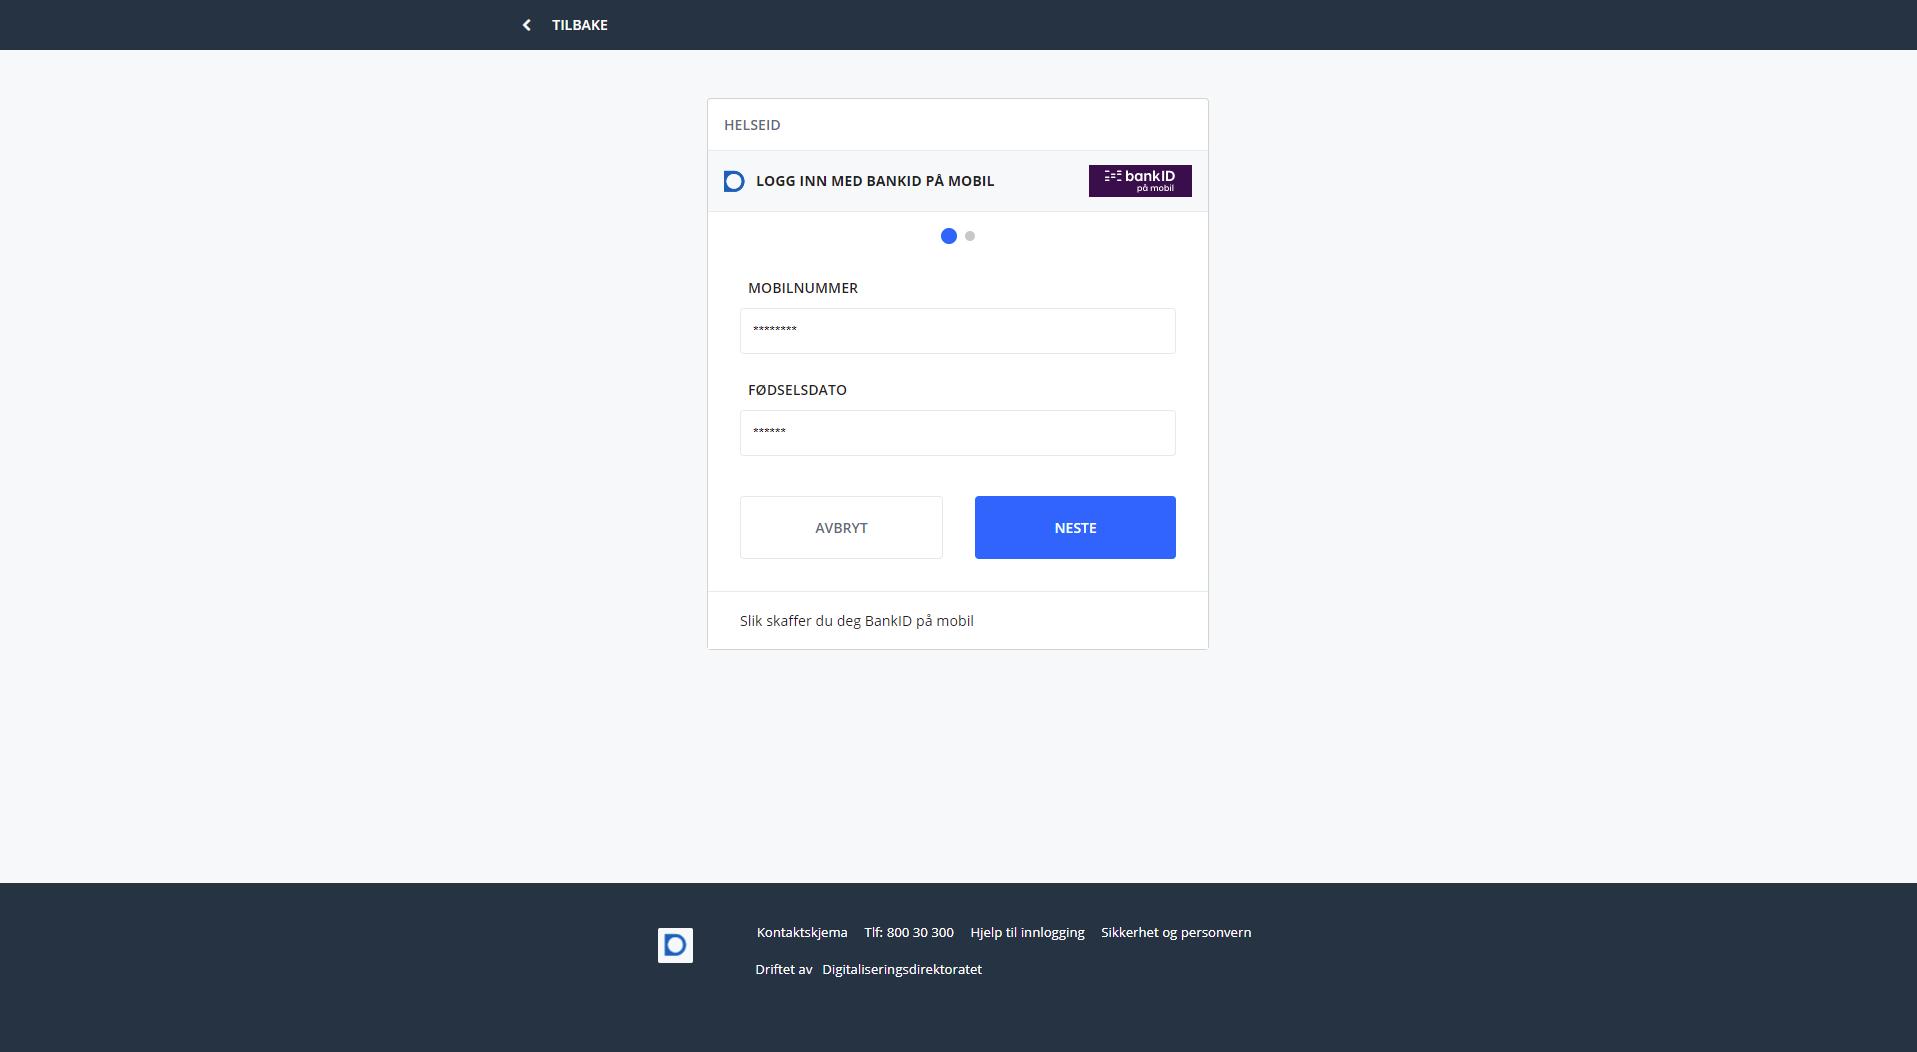 TILBAKE
HELSEID
LOGG INN MED BANKID PÅ MOBIL
bankID
på mobil
MOBILNUMMER
********
FØDSELSDATO
******
AVBRYT
NESTE
Slik skaffer du deg BankID på mobil
Kontaktskjema Tlf: 800 30 300 Hjelp til innlogging Sikkerhet og personvern
Driftet av Digitaliseringsdirektoratet